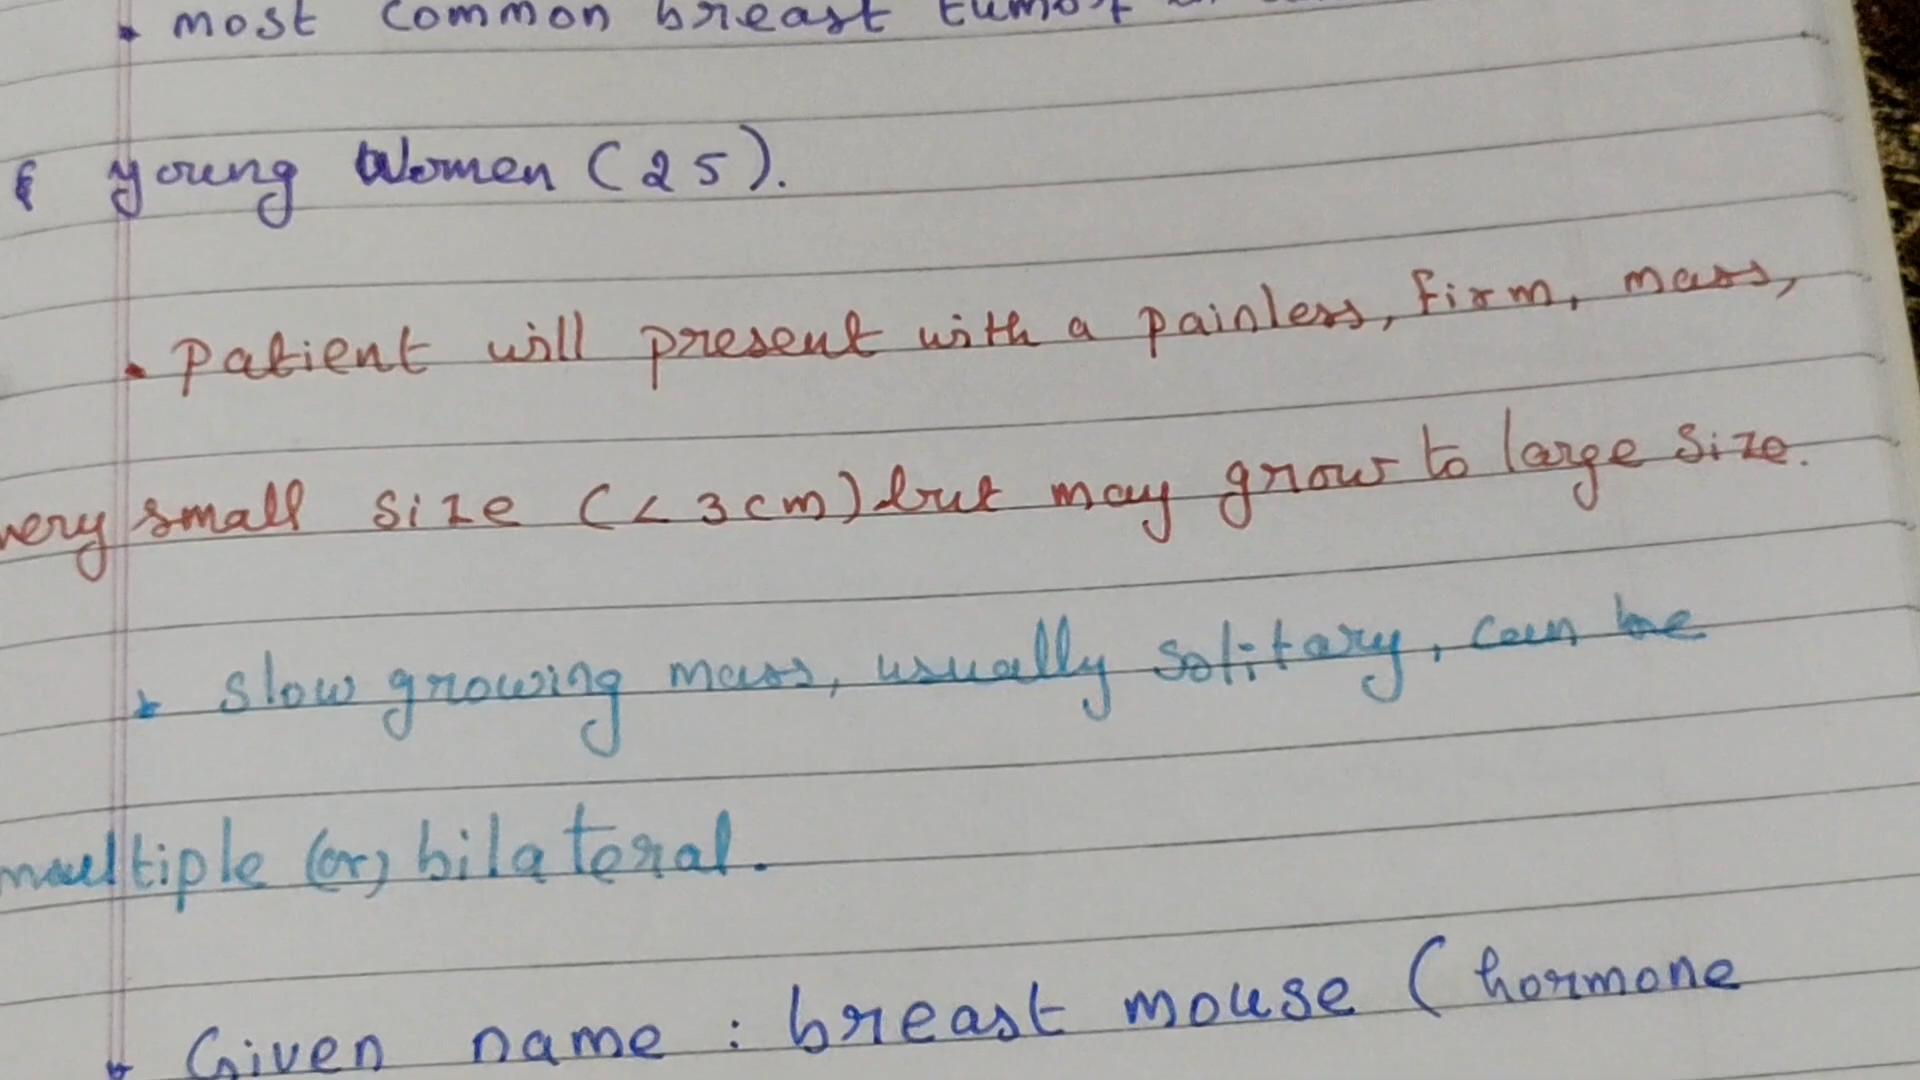 • most common breast tumor
& young Women (25).
• Patient will present with a painless, firm, mass,
very small size (< 3cm) but may grow to large size.
• Slow growing mass, usually solitary, can be
multiple (or) bilateral.
• Given name : breast mouse (hormone